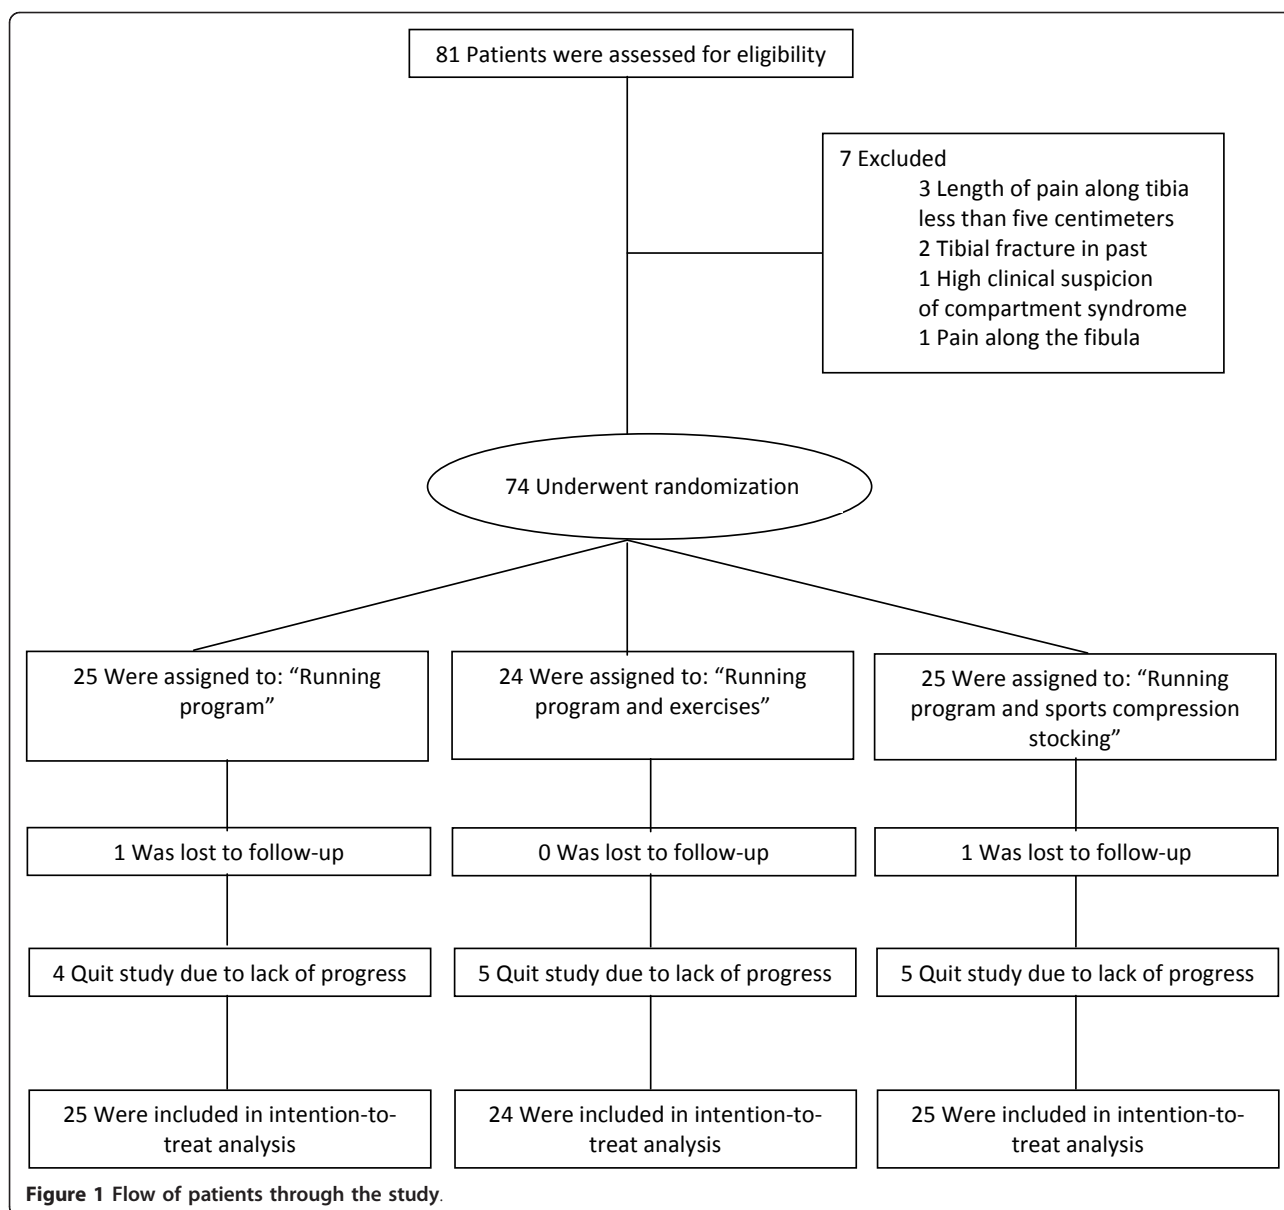 81 Patients were assessed for eligibility
7 Excluded
3 Length of pain along tibia
less than five centimeters
2 Tibial fracture in past
1 High clinical suspicion
of compartment syndrome
1 Pain along the fibula
74 Underwent randomization
25 Were assigned to: “Running
program”
24 Were assigned to: “Running
program and exercises”
25 Were assigned to: “Running
program and sports compression
stocking”
1 Was lost to follow-up
0 Was lost to follow-up
1 Was lost to follow-up
4 Quit study due to lack of progress
5 Quit study due to lack of progress
5 Quit study due to lack of progress
25 Were included in intention-to-
treat analysis
24 Were included in intention-to-
treat analysis
25 Were included in intention-to-
treat analysis
Figure 1 Flow of patients through the study.